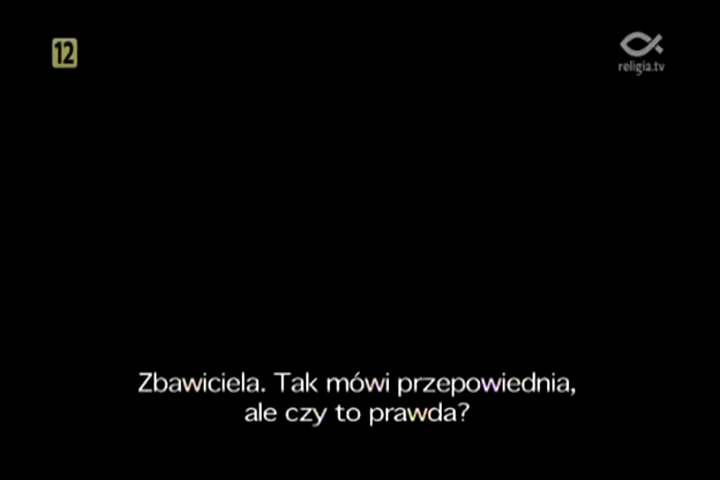 12
religia.tv
Zbawiciela. Tak mówi przepowiednia,
ale czy to prawda?